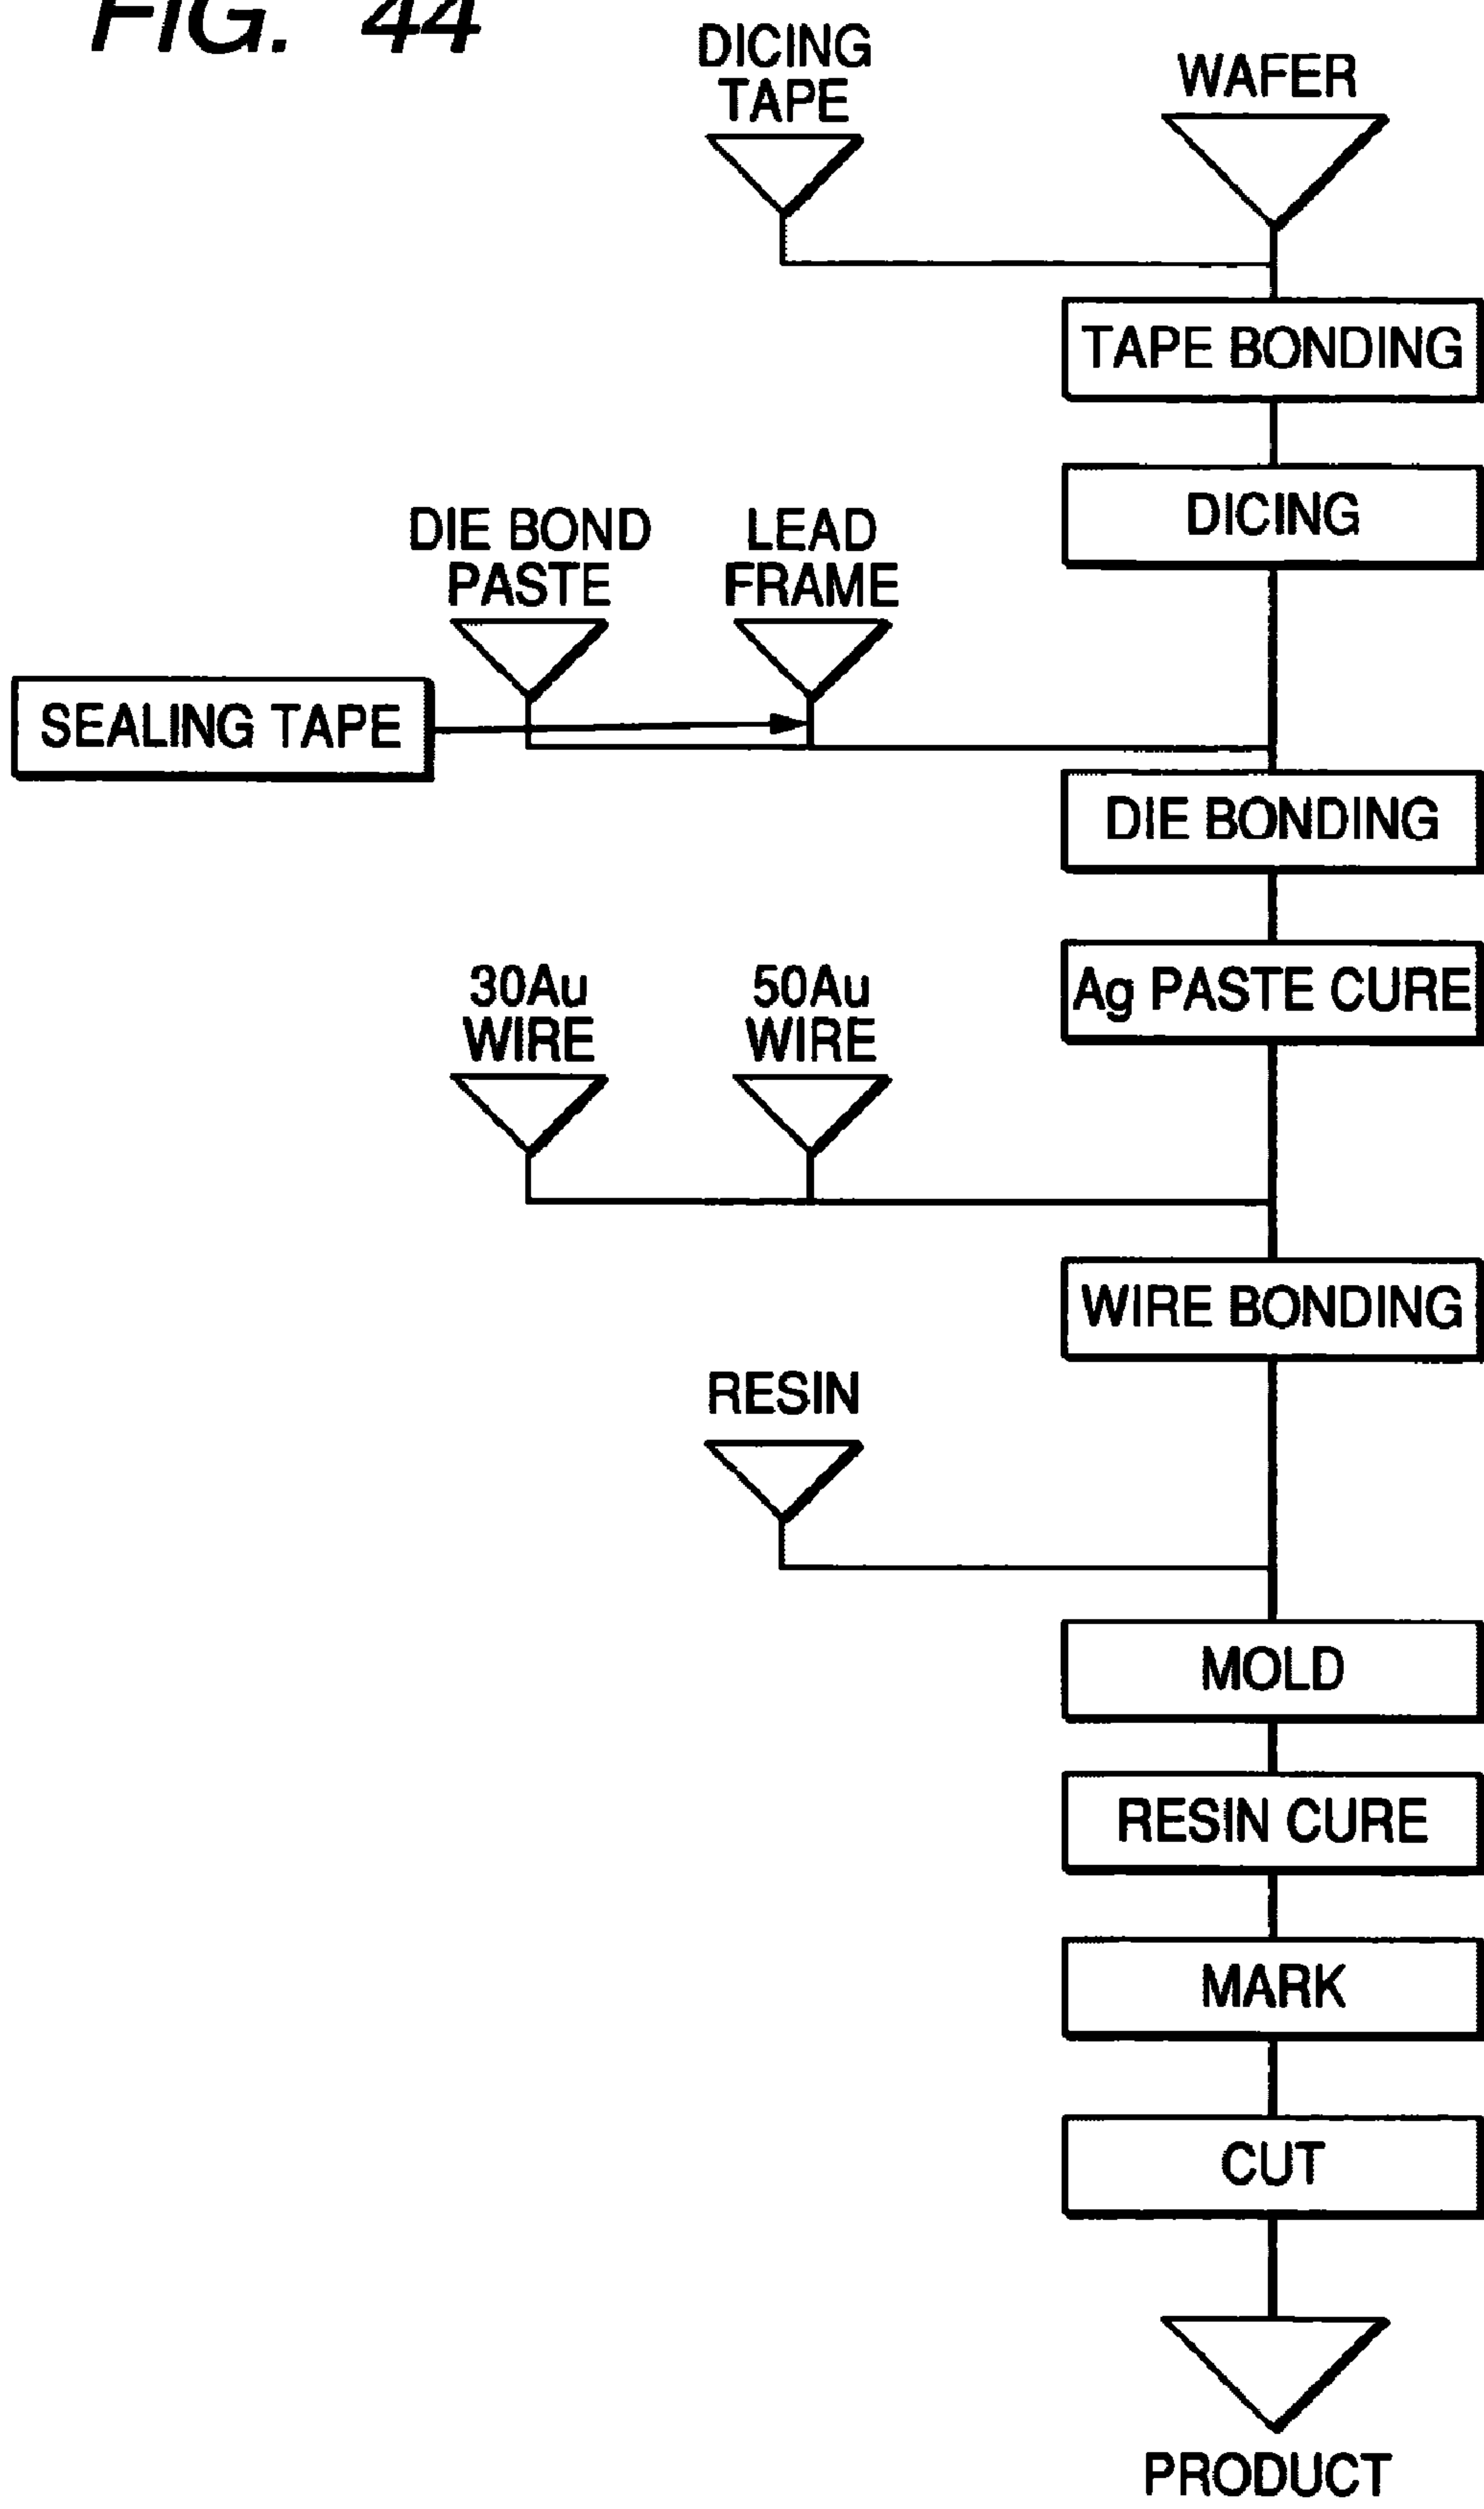 FIG. 44
DICING
TAPE
WAFER
TAPE BONDING
DICING
DIE BOND
PASTE
LEAD
FRAME
SEALING TAPE
DIE BONDING
Ag PASTE CURE
30Au
WIRE
50Au
WIRE
WIRE BONDING
RESIN
MOLD
RESIN CURE
MARK
CUT
PRODUCT